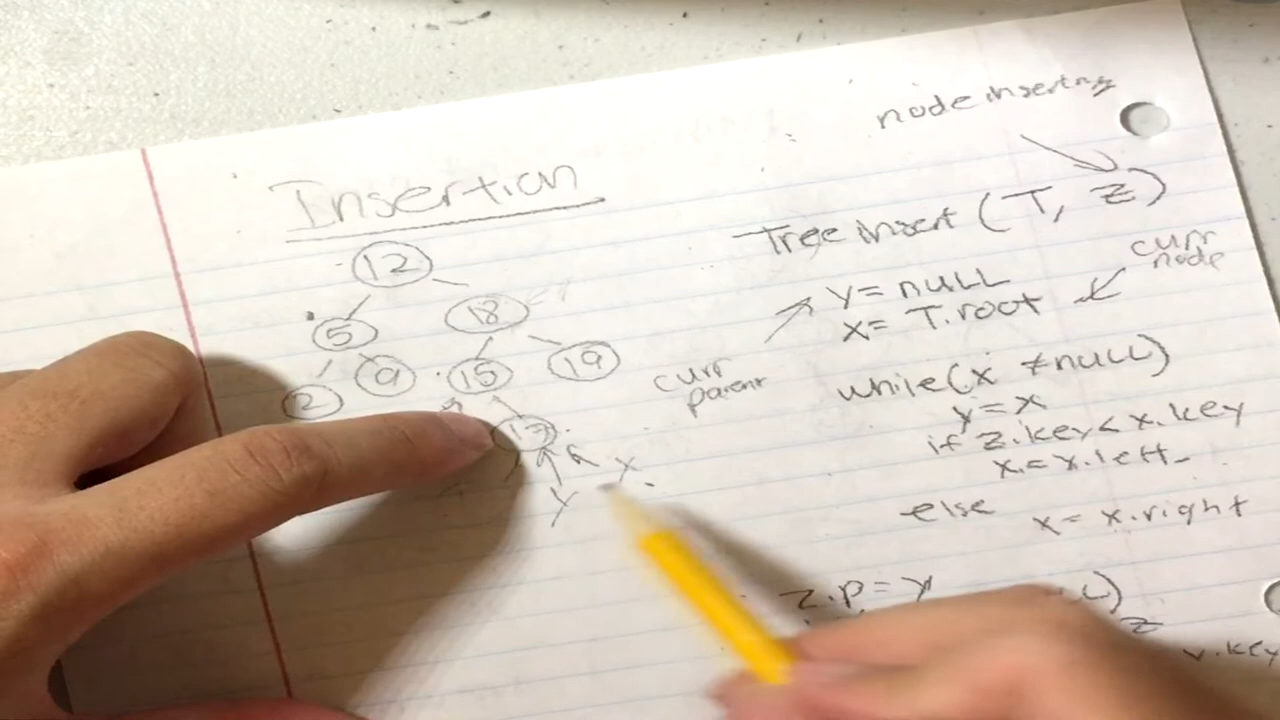 node inserting
Insertion
Tree insert (T, Z)
curr
node
y = null
x = T.root
curr
parent
while(x ≠ null)
y = x
if z.key < x.key
x = x.left
else
x = x.right
z.p = y
z
y.key
12
5 18
2 9 15 19
Y X